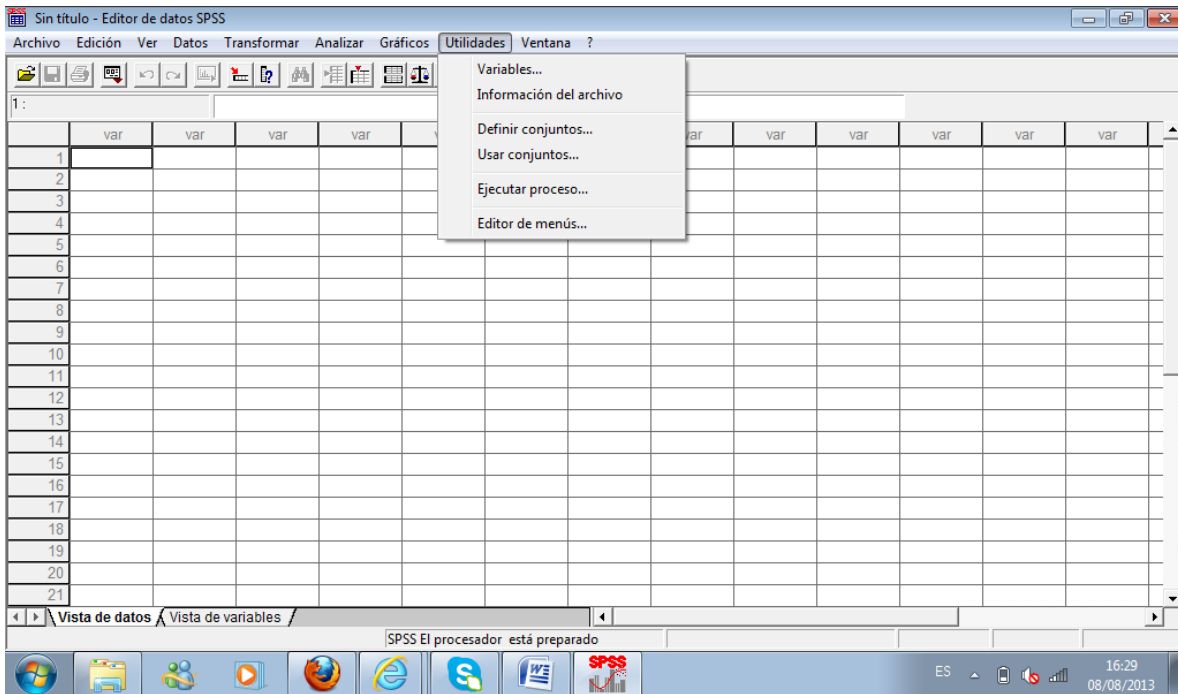 Sin título - Editor de datos SPSS
Archivo Edición Ver Datos Transformar Analizar Gráficos Utilidades Ventana ?
Variables...
Información del archivo
Definir conjuntos...
Usar conjuntos...
Ejecutar proceso...
Editor de menús...
1 :
var var var var var var var var var var
1
2
3
4
5
6
7
8
9
10
11
12
13
14
15
16
17
18
19
20
21
Vista de datos Vista de variables
SPSS El procesador está preparado
SPSS
ES
16:29
08/08/2013